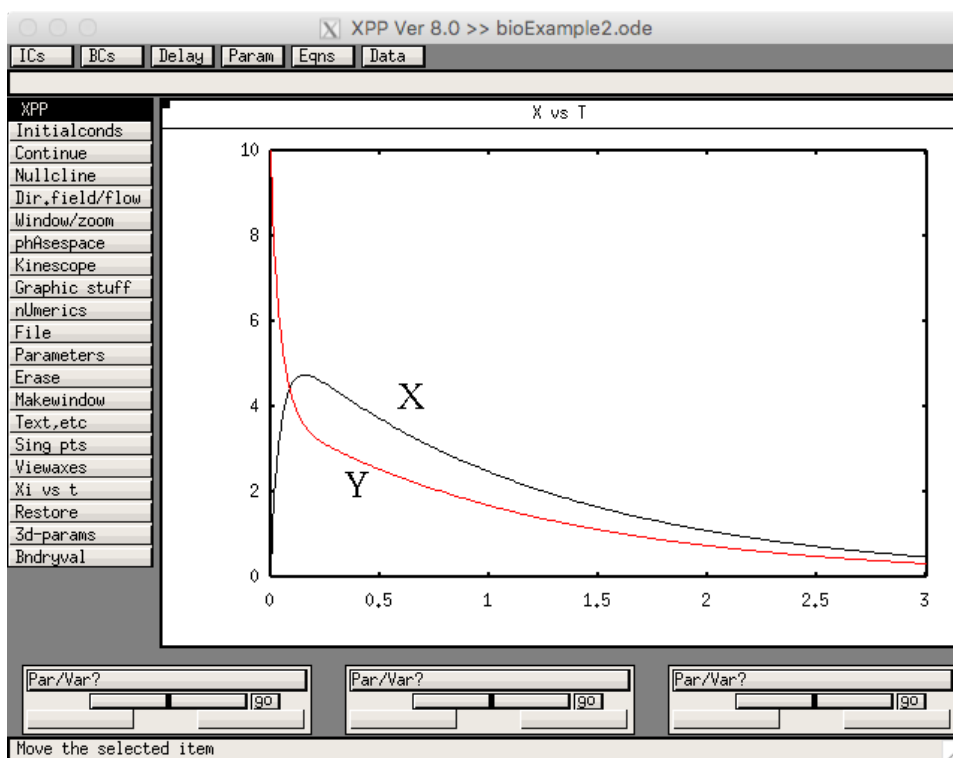 XPP Ver 8.0 >> bioExample2.ode
ICs BCs Delay Param Eqns Data
XPP
Initialconds
Continue
Nullcline
Dir.field/flow
Window/zoom
phAsespace
Kinescope
Graphic stuff
nUmerics
File
Parameters
Erase
Makewindow
Text,etc
Sing pts
Viewaxes
Xi vs t
Restore
3d-params
Bndryval
X vs T
10
8
6
4
2
0
X
Y
0 0.5 1 1.5 2 2.5 3
Par/Var? Par/Var? Par/Var?
go go go
Move the selected item